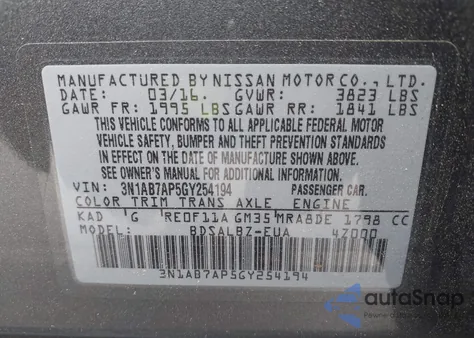 MANUFACTURED BY NISSAN MOTOR CO., LTD.
DATE: 03/16. GVWR: 3823 LBS
GAWR FR: 1995 LBS GAWR RR: 1841 LBS
THIS VEHICLE CONFORMS TO ALL APPLICABLE FEDERAL MOTOR
VEHICLE SAFETY, BUMPER AND THEFT PREVENTION STANDARDS
IN EFFECT ON THE DATE OF MANUFACTURE SHOWN ABOVE.
SEE OWNER'S MANUAL FOR ADDITIONAL INFORMATION.
VIN: 3N1AB7AP5GY254194 PASSENGER CAR.
COLOR TRIM TRANS AXLE ENGINE
KAD G RE0F11A GM35 MRA8DE 1798 CC
MODEL: BDSALBZ-EUA 4Z000
3N1AB7AP5GY254194
autoSnap